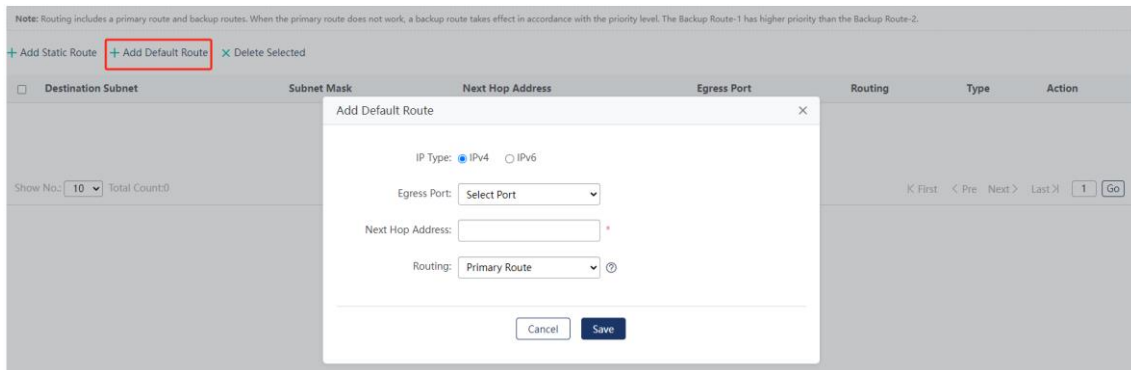 Note: Routing includes a primary route and backup routes. When the primary route does not work, a backup route takes effect in accordance with the priority level. The Backup Route-1 has higher priority than the Backup Route-2.
+ Add Static Route + Add Default Route × Delete Selected
Destination Subnet Subnet Mask Next Hop Address Egress Port Routing Type Action
Add Default Route ×
IP Type: IPv4 IPv6
Show No.: 10 Total Count:0 First < Pre Next > Last 1 Go
Egress Port: Select Port
Next Hop Address: *
Routing: Primary Route ?
Cancel Save